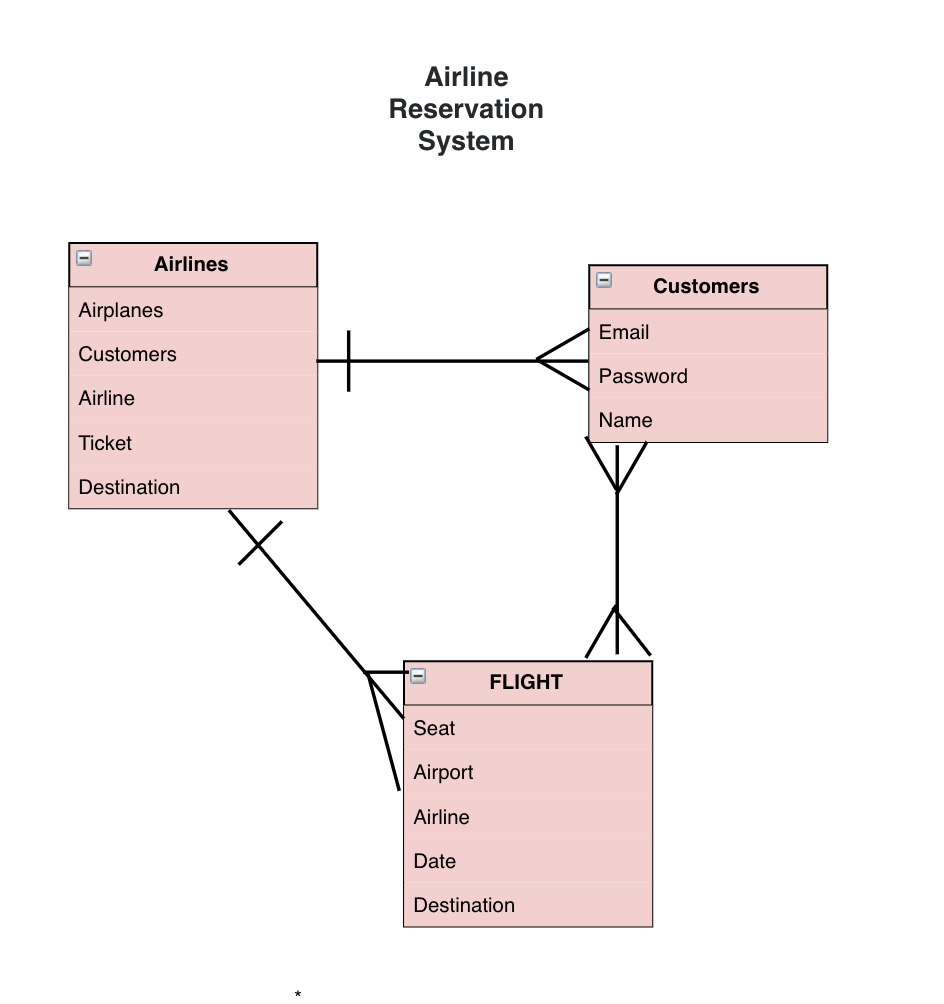 Airline
Reservation
System
Airlines
Airplanes
Customers
Airline
Ticket
Destination
Customers
Email
Password
Name
FLIGHT
Seat
Airport
Airline
Date
Destination
*